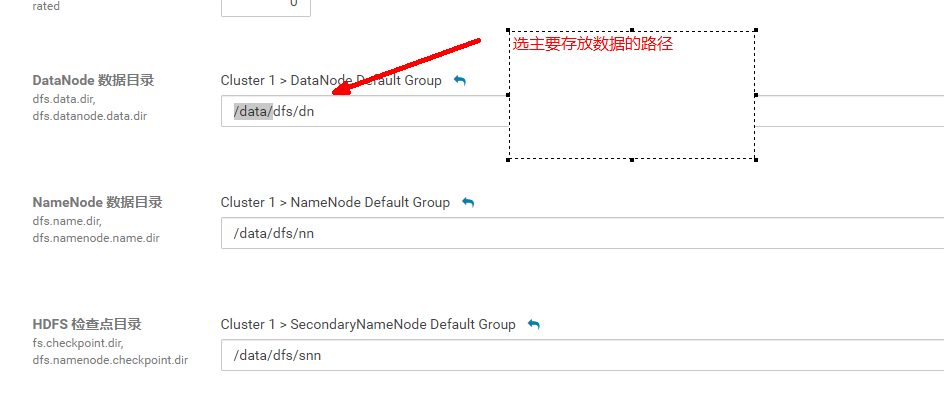 rated
0
选主要存放数据的路径
DataNode 数据目录
Cluster 1 > DataNode Default Group
dfs.data.dir,
dfs.datanode.data.dir
/data/dfs/dn
NameNode 数据目录
Cluster 1 > NameNode Default Group
dfs.name.dir,
dfs.namenode.name.dir
/data/dfs/nn
HDFS 检查点目录
Cluster 1 > SecondaryNameNode Default Group
fs.checkpoint.dir,
dfs.namenode.checkpoint.dir
/data/dfs/snn